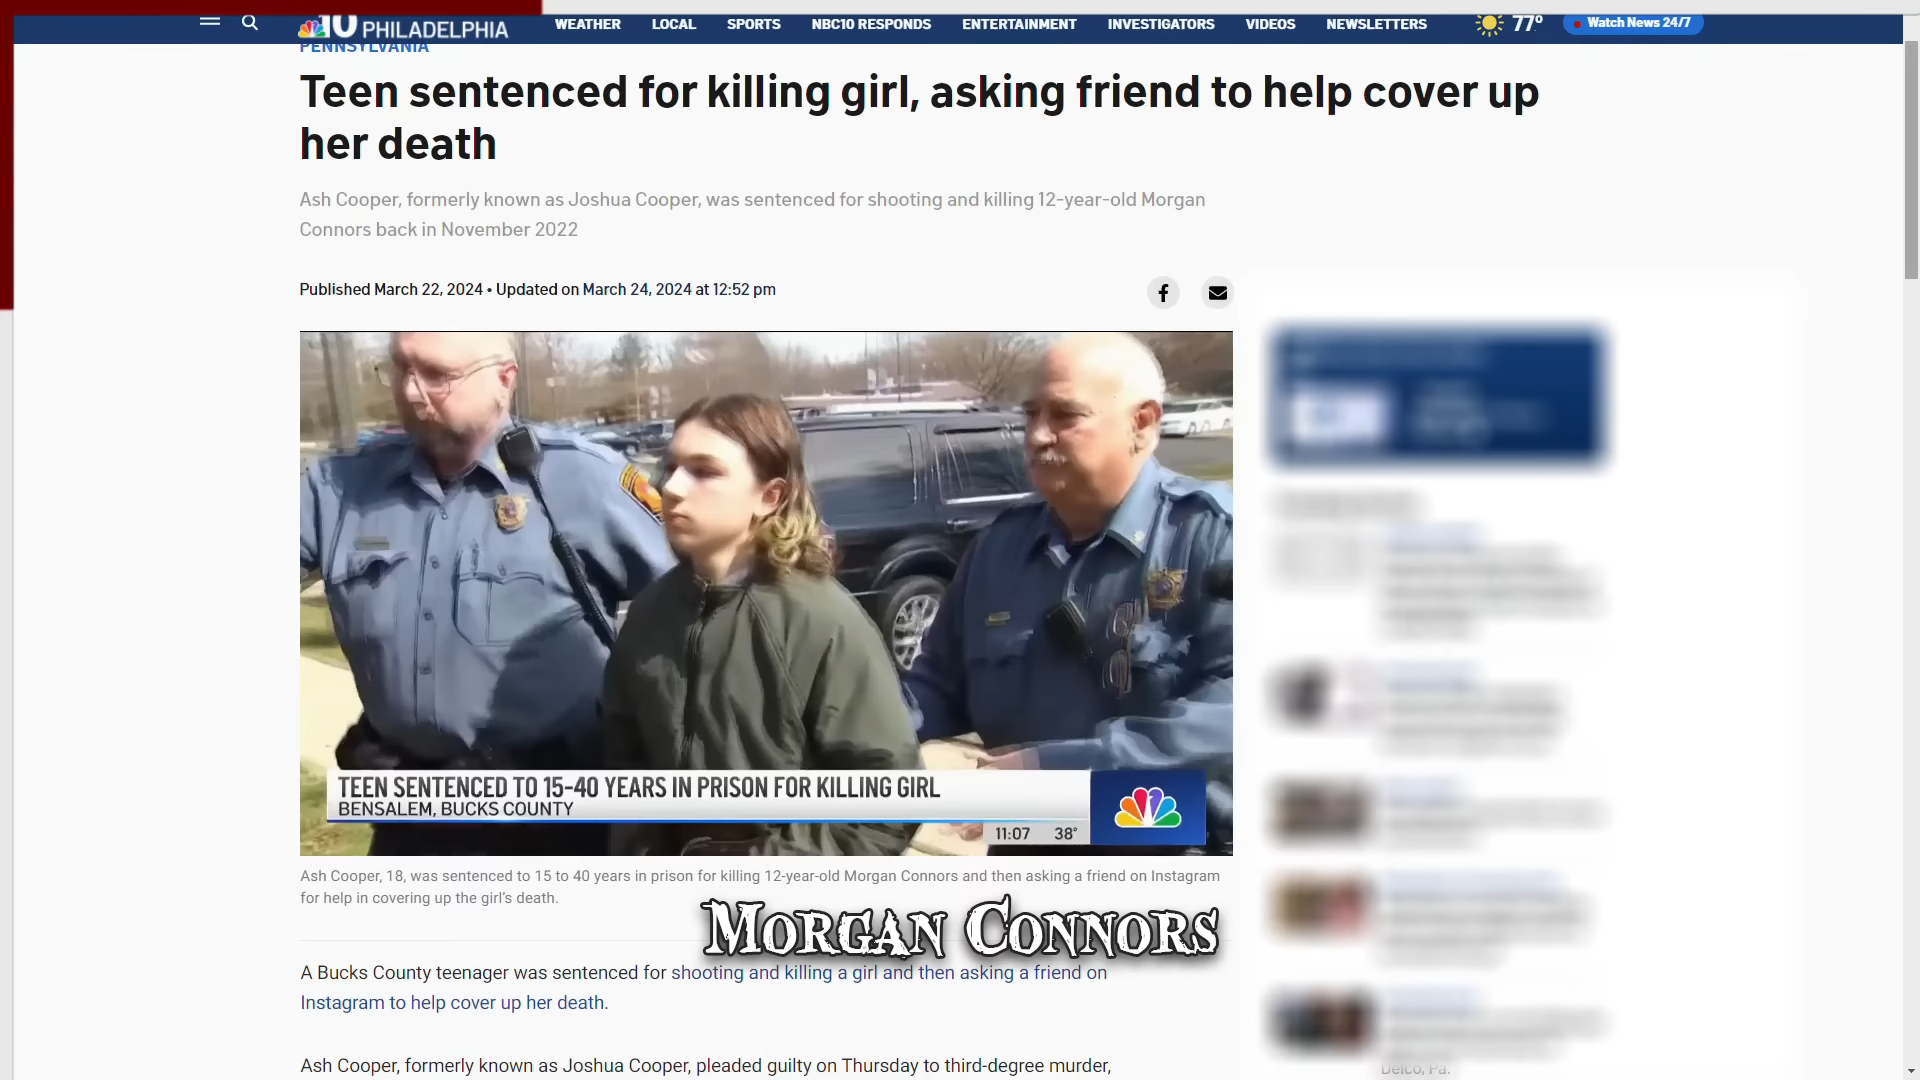 10 PHILADELPHIA
WEATHER LOCAL SPORTS NBC10 RESPONDS ENTERTAINMENT INVESTIGATORS VIDEOS NEWSLETTERS 77° Watch News 24/7
PENNSYLVANIA
Teen sentenced for killing girl, asking friend to help cover up
her death
Ash Cooper, formerly known as Joshua Cooper, was sentenced for shooting and killing 12-year-old Morgan
Connors back in November 2022
Published March 22, 2024 • Updated on March 24, 2024 at 12:52 pm
TEEN SENTENCED TO 15-40 YEARS IN PRISON FOR KILLING GIRL
BENSALEM, BUCKS COUNTY
11:07 38°
Ash Cooper, 18, was sentenced to 15 to 40 years in prison for killing 12-year-old Morgan Connors and then asking a friend on Instagram
for help in covering up the girl's death.
MORGAN CONNORS
A Bucks County teenager was sentenced for shooting and killing a girl and then asking a friend on
Instagram to help cover up her death.
Ash Cooper, formerly known as Joshua Cooper, pleaded guilty on Thursday to third-degree murder,
Delco, Pa.